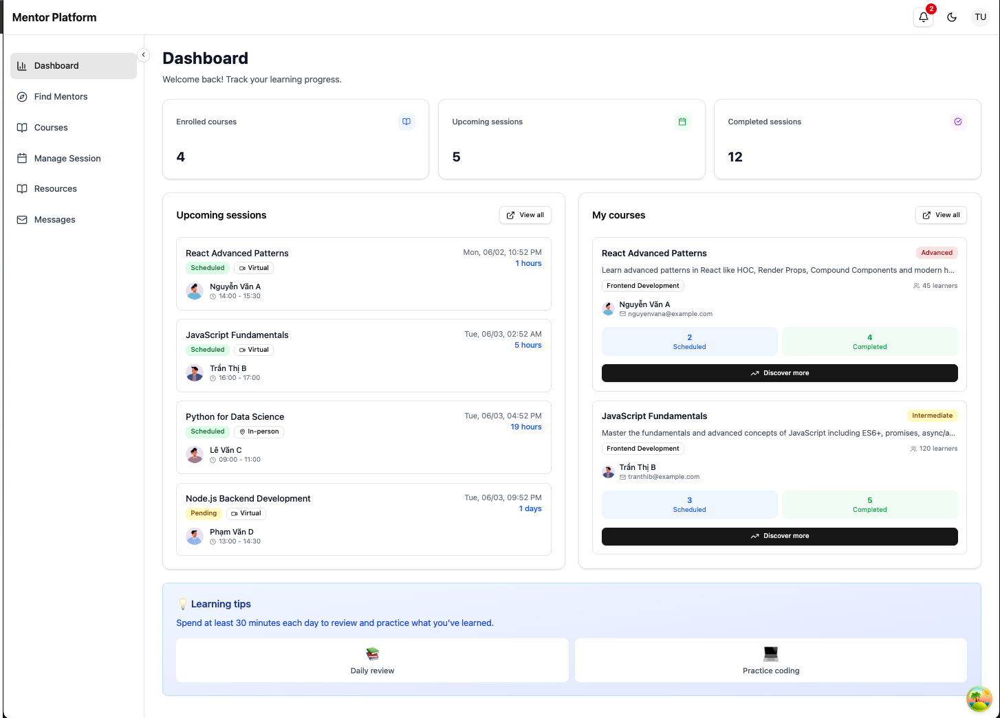 Mentor Platform
2
TU
Dashboard
Find Mentors
Courses
Manage Session
Resources
Messages
Dashboard
Welcome back! Track your learning progress.
Enrolled courses
4
Upcoming sessions
5
Completed sessions
12
Upcoming sessions
View all
React Advanced Patterns
Mon, 06/02, 10:52 PM
Scheduled
Virtual
1 hours
Nguyễn Văn A
14:00 - 15:30
JavaScript Fundamentals
Tue, 06/03, 02:52 AM
Scheduled
Virtual
5 hours
Trần Thị B
16:00 - 17:00
Python for Data Science
Tue, 06/03, 04:52 PM
Scheduled
In-person
19 hours
Lê Văn C
09:00 - 11:00
Node.js Backend Development
Tue, 06/03, 09:52 PM
Pending
Virtual
1 days
Phạm Văn D
13:00 - 14:30
My courses
View all
React Advanced Patterns
Advanced
Learn advanced patterns in React like HOC, Render Props, Compound Components and modern h...
Frontend Development
45 learners
Nguyễn Văn A
nguyenvana@example.com
2
Scheduled
4
Completed
Discover more
JavaScript Fundamentals
Intermediate
Master the fundamentals and advanced concepts of JavaScript including ES6+, promises, async/a...
Frontend Development
120 learners
Trần Thị B
tranthib@example.com
3
Scheduled
5
Completed
Discover more
Learning tips
Spend at least 30 minutes each day to review and practice what you've learned.
Daily review
Practice coding